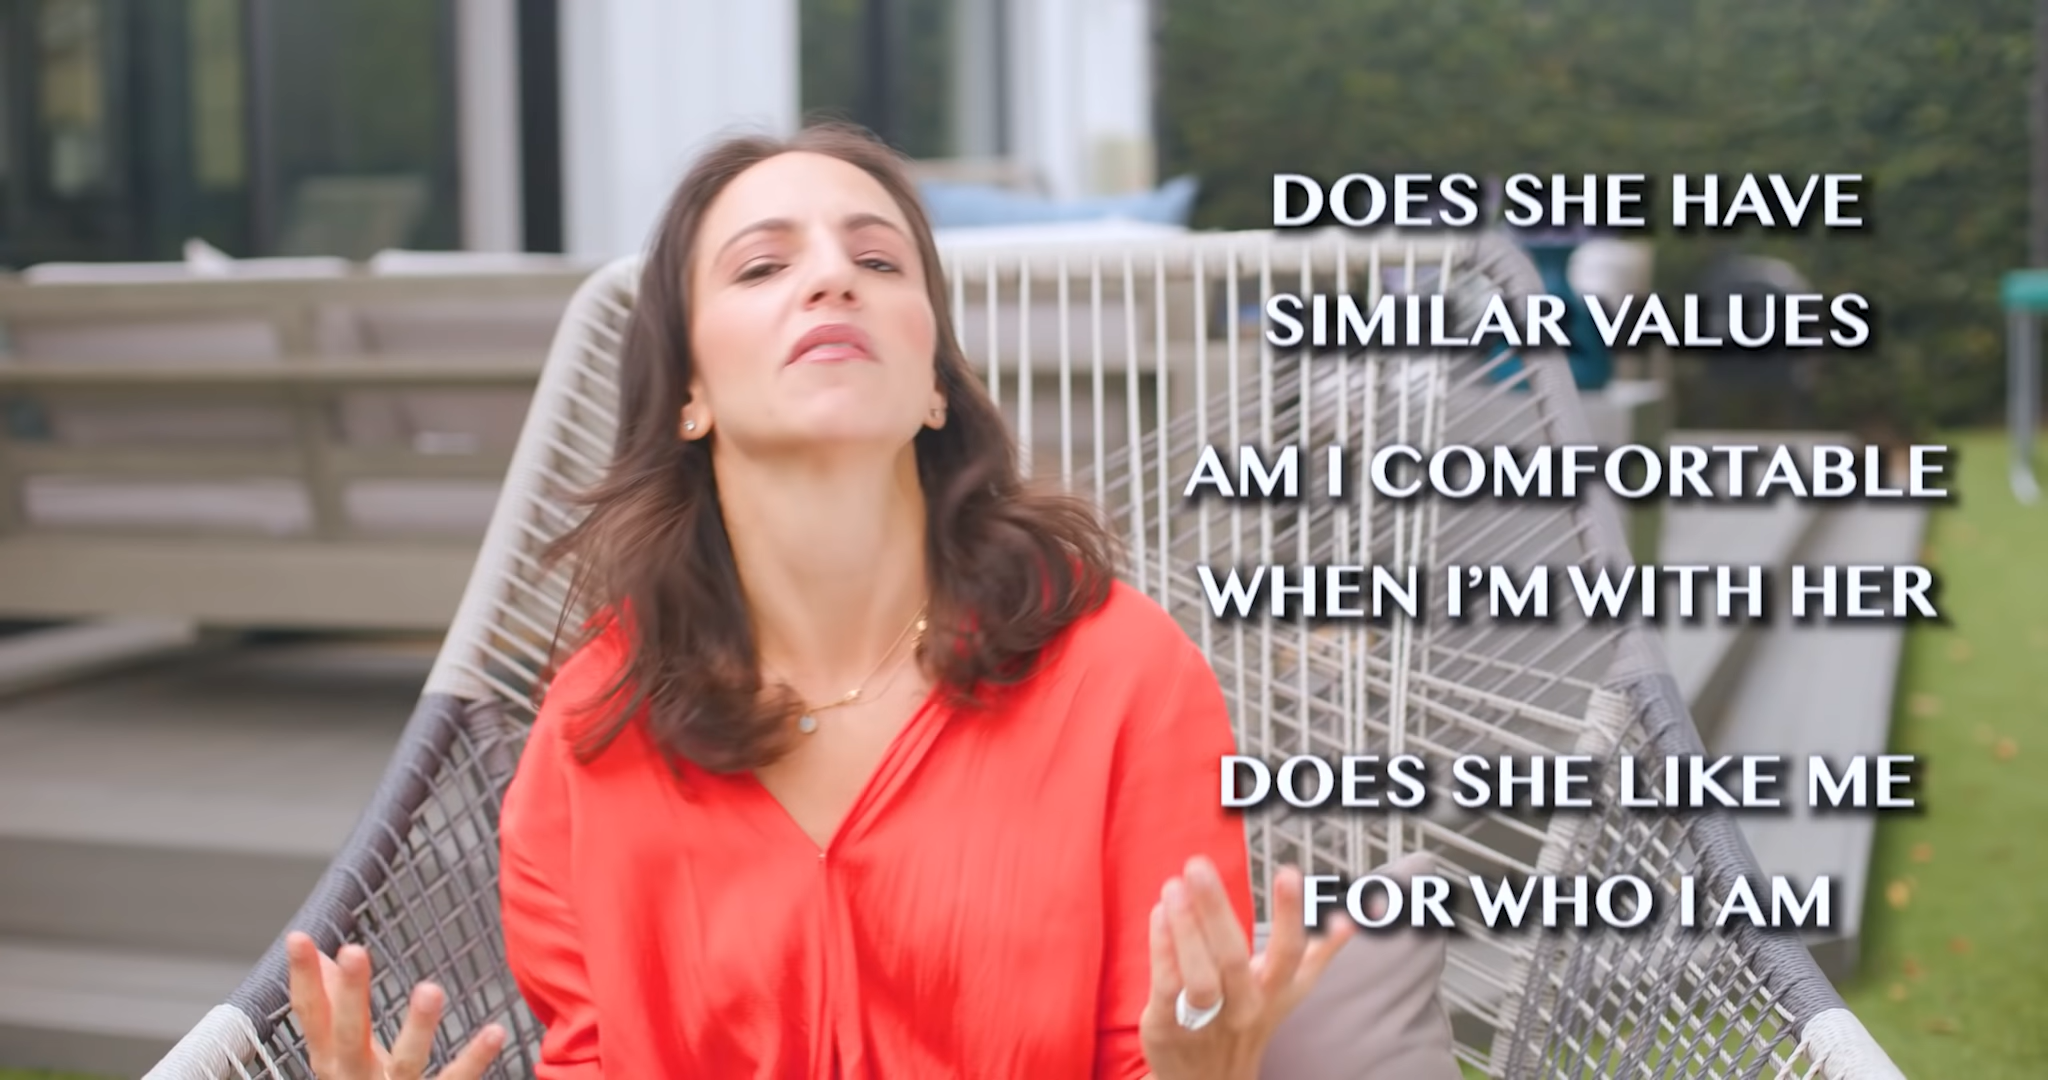 DOES SHE HAVE
SIMILAR VALUES
AM I COMFORTABLE
WHEN I'M WITH HER
DOES SHE LIKE ME
FOR WHO I AM